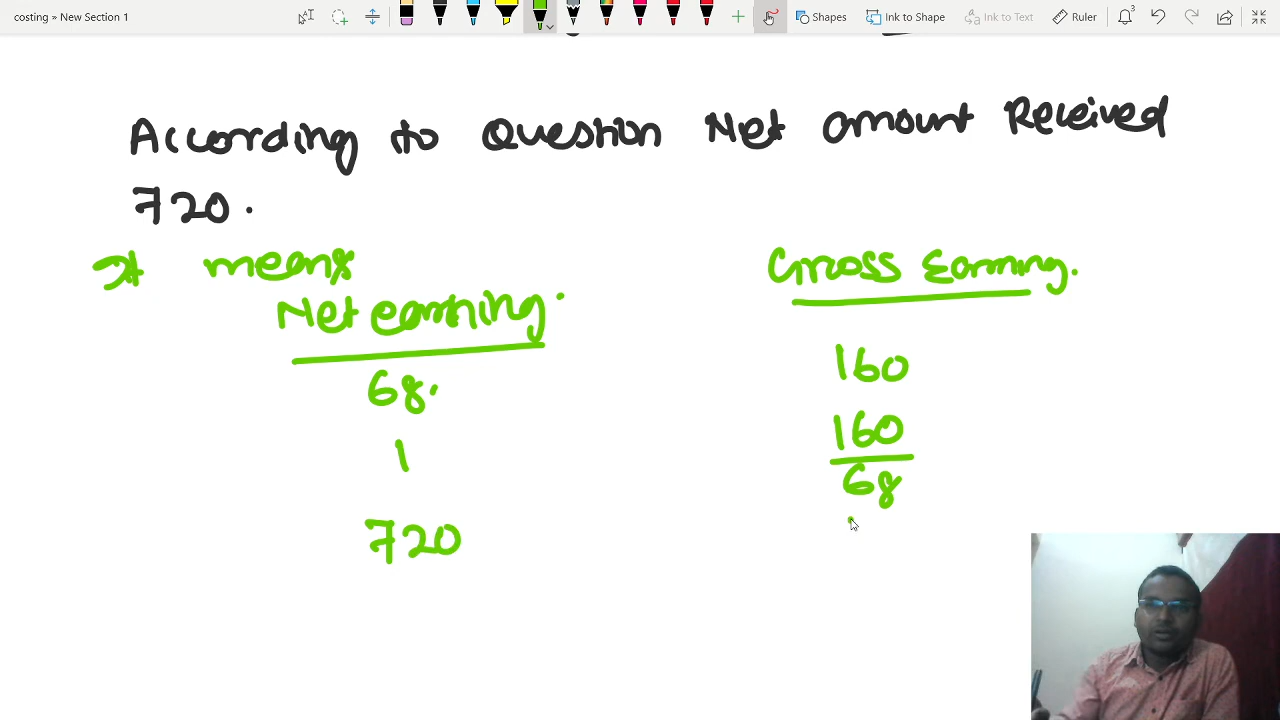 costing » New Section 1
Shapes
Ink to Shape
Ink to Text
Ruler
3
According to Question Net amount Received
720.
It means
Net earning.
Gross Earning.
68.
160
1
160
68
720